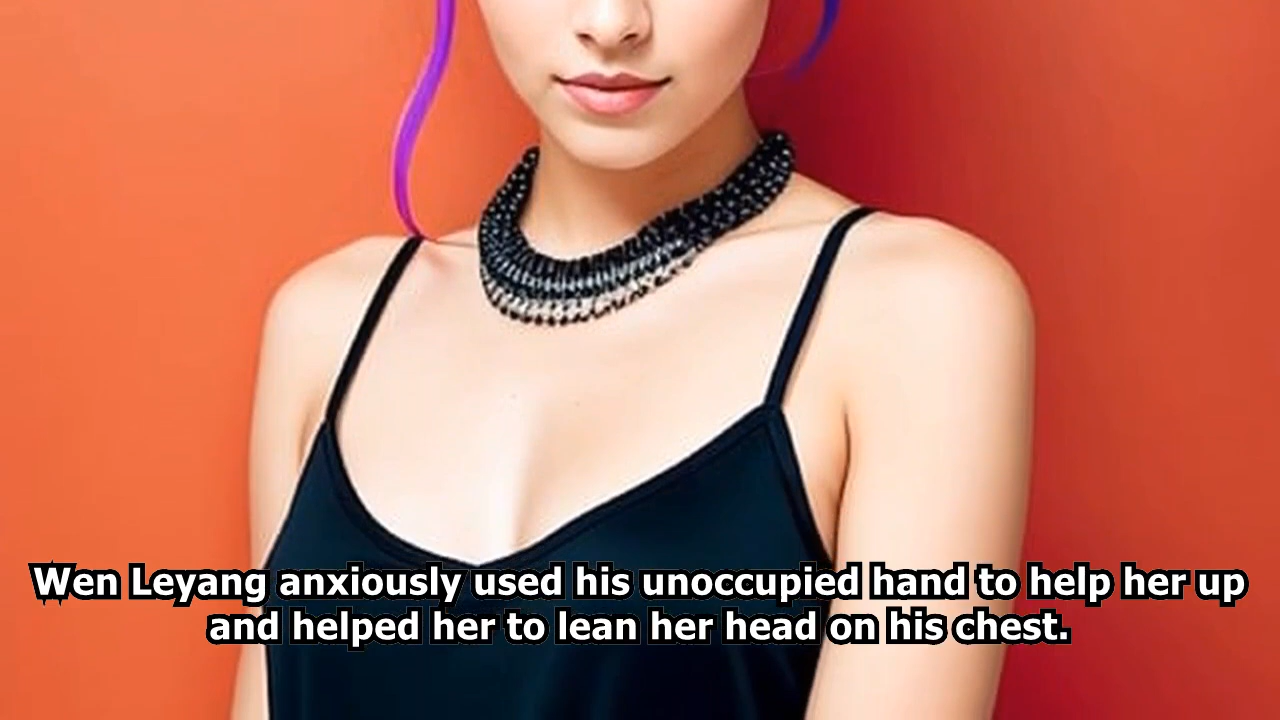 Wen Leyang anxiously used his unoccupied hand to help her up
and helped her to lean her head on his chest.